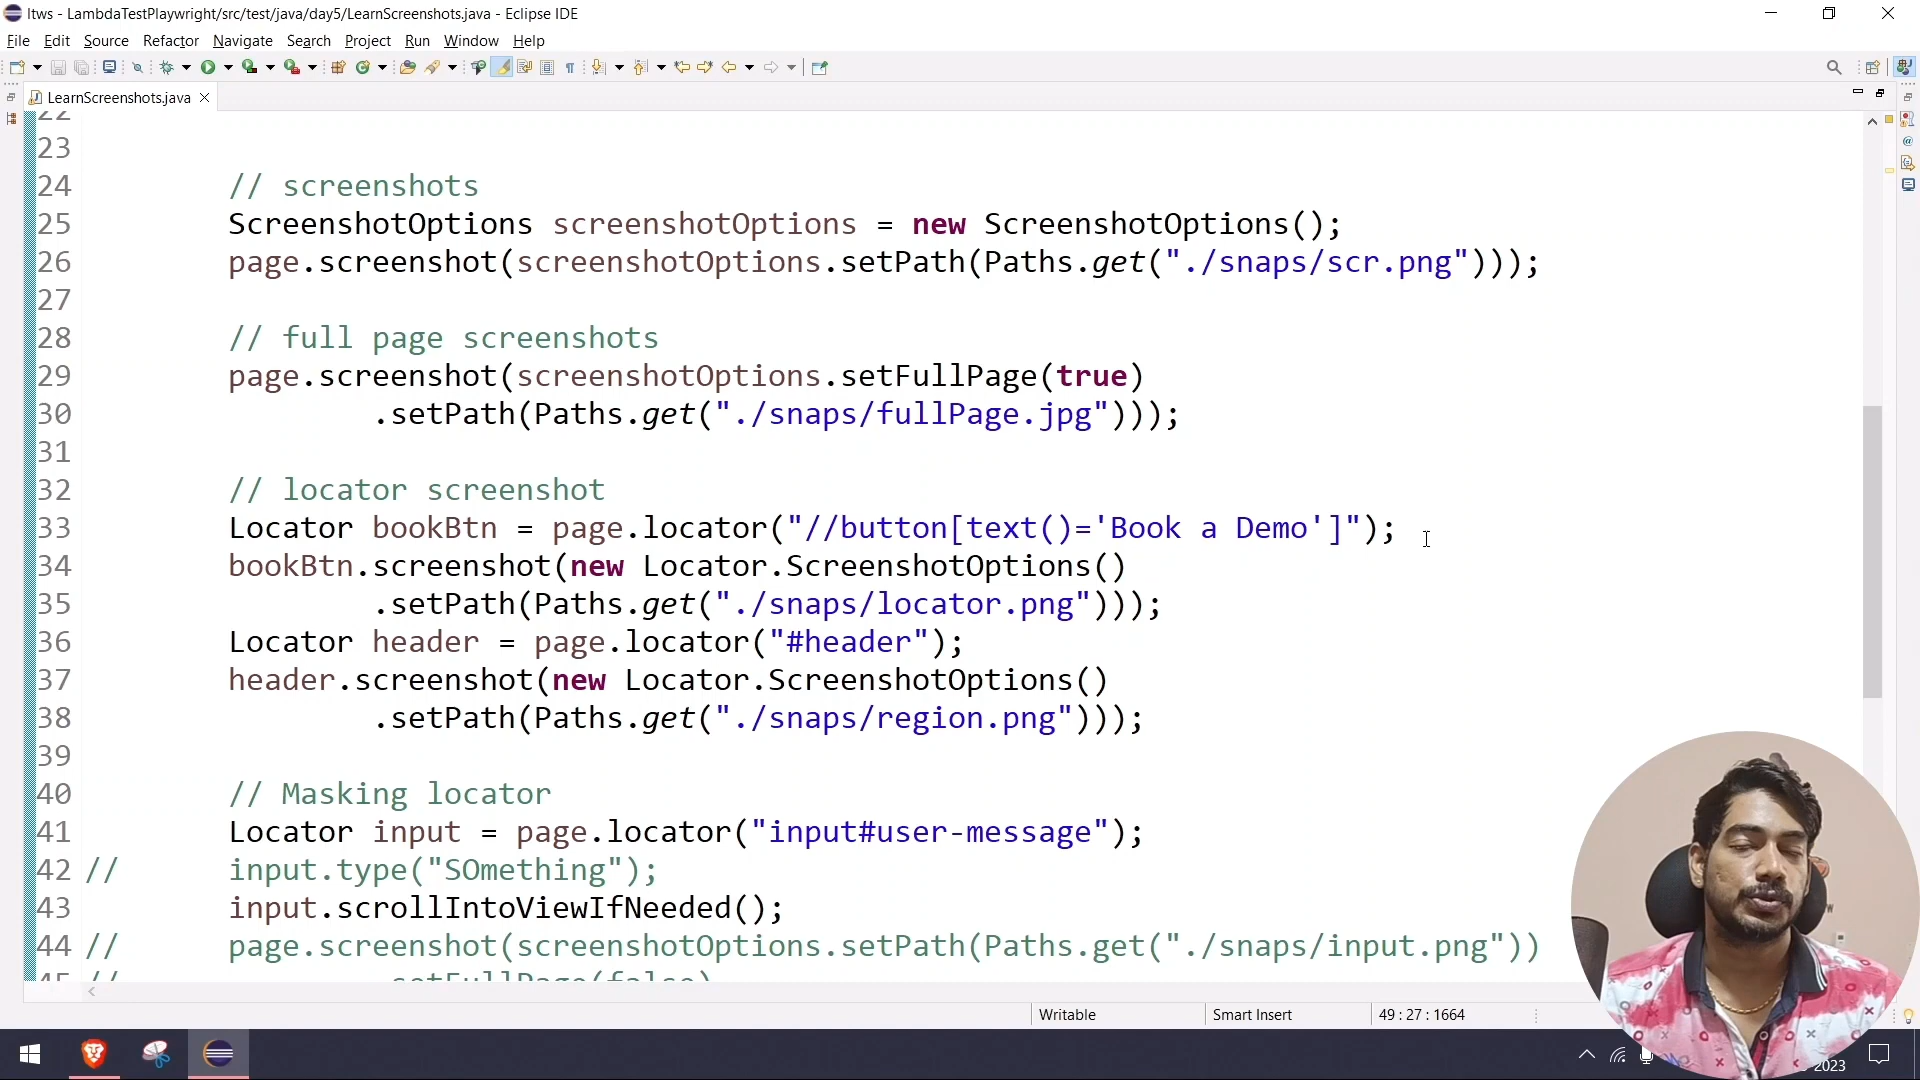 ltws - LambdaTestPlaywright/src/test/java/day5/LearnScreenshots.java - Eclipse IDE
File Edit Source Refactor Navigate Search Project Run Window Help
LearnScreenshots.java
22
23
24 // screenshots
25 ScreenshotOptions screenshotOptions = new ScreenshotOptions();
26 page.screenshot(screenshotOptions.setPath(Paths.get("./snaps/scr.png")));
27
28 // full page screenshots
29 page.screenshot(screenshotOptions.setFullPage(true)
30 .setPath(Paths.get("./snaps/fullPage.jpg")));
31
32 // locator screenshot
33 Locator bookBtn = page.locator("//button[text()='Book a Demo']");
34 bookBtn.screenshot(new Locator.ScreenshotOptions()
35 .setPath(Paths.get("./snaps/locator.png")));
36 Locator header = page.locator("#header");
37 header.screenshot(new Locator.ScreenshotOptions()
38 .setPath(Paths.get("./snaps/region.png")));
39
40 // Masking locator
41 Locator input = page.locator("input#user-message");
42 // input.type("SOmething");
43 input.scrollIntoViewIfNeeded();
44 // page.screenshot(screenshotOptions.setPath(Paths.get("./snaps/input.png"))
45 // .setFullPage(false)
Writable Smart Insert 49 : 27 : 1664
2023